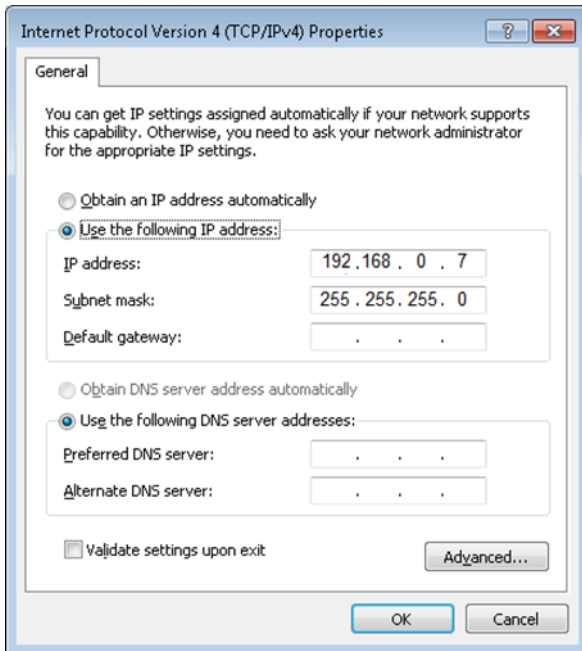 Internet Protocol Version 4 (TCP/IPv4) Properties
General
You can get IP settings assigned automatically if your network supports
this capability. Otherwise, you need to ask your network administrator
for the appropriate IP settings.
Obtain an IP address automatically
Use the following IP address:
IP address: 192 . 168 . 0 . 7
Subnet mask: 255 . 255 . 255 . 0
Default gateway: . . .
Obtain DNS server address automatically
Use the following DNS server addresses:
Preferred DNS server: . . .
Alternate DNS server: . . .
Validate settings upon exit
Advanced...
OK Cancel